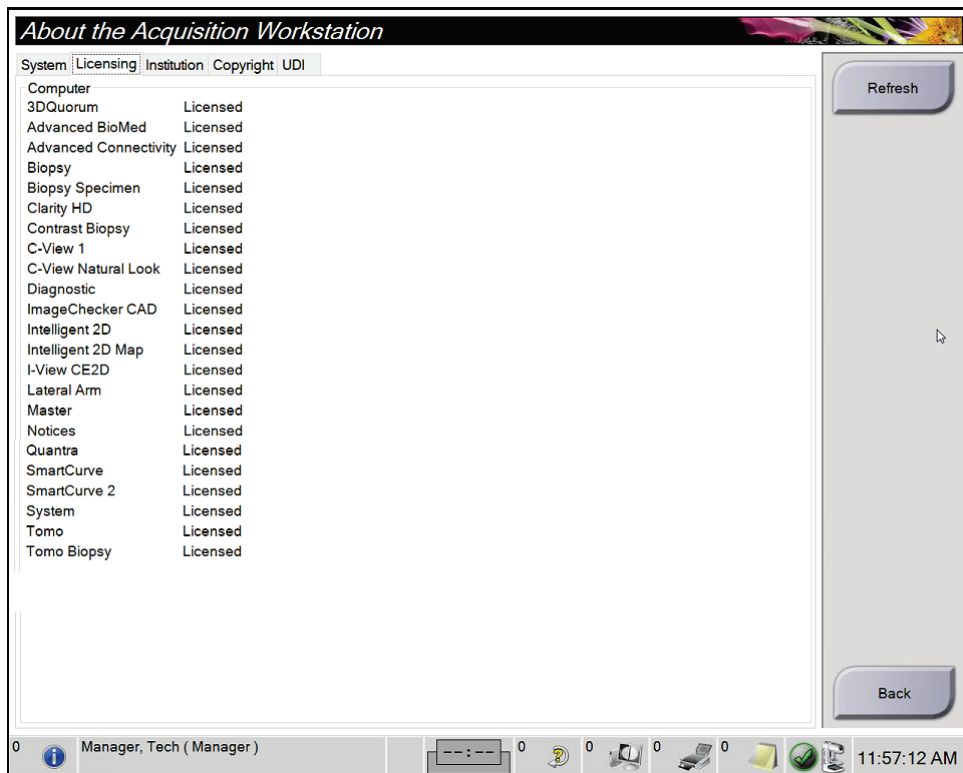 About the Acquisition Workstation
System Licensing Institution Copyright UDI
Refresh
Computer
3DQuorum Licensed
Advanced BioMed Licensed
Advanced Connectivity Licensed
Biopsy Licensed
Biopsy Specimen Licensed
Clarity HD Licensed
Contrast Biopsy Licensed
C-View 1 Licensed
C-View Natural Look Licensed
Diagnostic Licensed
ImageChecker CAD Licensed
Intelligent 2D Licensed
Intelligent 2D Map Licensed
I-View CE2D Licensed
Lateral Arm Licensed
Master Licensed
Notices Licensed
Quantra Licensed
SmartCurve Licensed
SmartCurve 2 Licensed
System Licensed
Tomo Licensed
Tomo Biopsy Licensed
Back
0 Manager, Tech ( Manager ) --:-- 0 0 0 0 11:57:12 AM